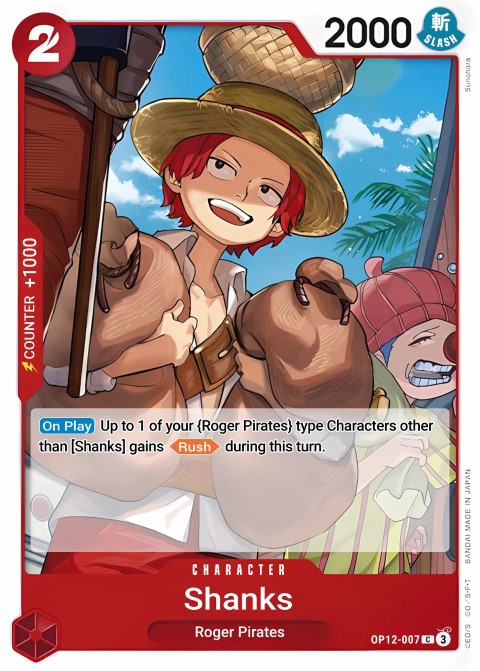 2
2000
斬
SLASH
Sunohara
COUNTER +1000
On Play Up to 1 of your {Roger Pirates} type Characters other
than [Shanks] gains Rush during this turn.
CHARACTER
Shanks
Roger Pirates
OP12-007 C 3
©E.O/S ©O/S・F・T BANDAI MADE IN JAPAN